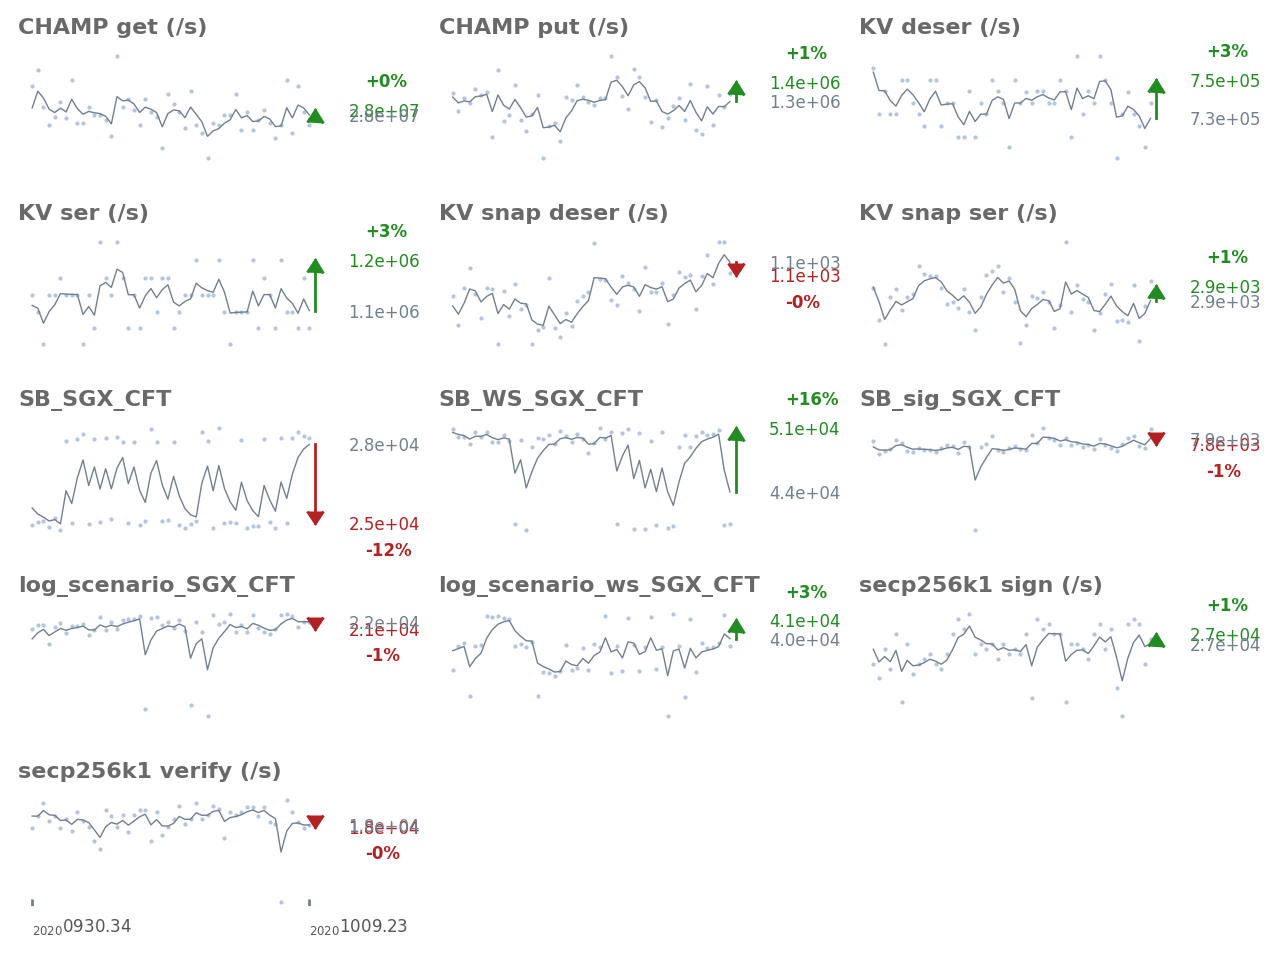 CHAMP get (/s)
+0%
2.8e+07
2.8e+07
CHAMP put (/s)
+1%
1.4e+06
1.3e+06
KV deser (/s)
+3%
7.5e+05
7.3e+05
KV ser (/s)
+3%
1.2e+06
1.1e+06
KV snap deser (/s)
1.1e+03
1.1e+03
-0%
KV snap ser (/s)
+1%
2.9e+03
2.9e+03
SB_SGX_CFT
2.8e+04
2.5e+04
-12%
SB_WS_SGX_CFT
+16%
5.1e+04
4.4e+04
SB_sig_SGX_CFT
7.9e+03
7.8e+03
-1%
log_scenario_SGX_CFT
2.2e+04
2.1e+04
-1%
log_scenario_ws_SGX_CFT
+3%
4.1e+04
4.0e+04
secp256k1 sign (/s)
+1%
2.7e+04
2.7e+04
secp256k1 verify (/s)
1.8e+04
1.8e+04
-0%
20200930.34
20201009.23